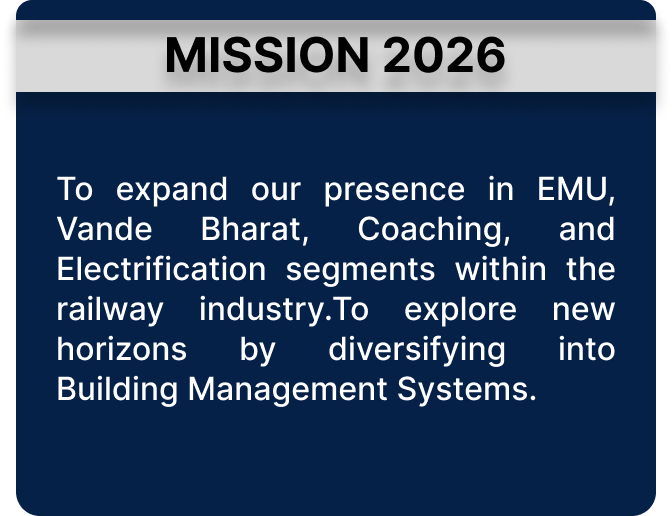 MISSION 2026
To expand our presence in EMU,
Vande Bharat, Coaching, and
Electrification segments within the
railway industry.To explore new
horizons by diversifying into
Building Management Systems.